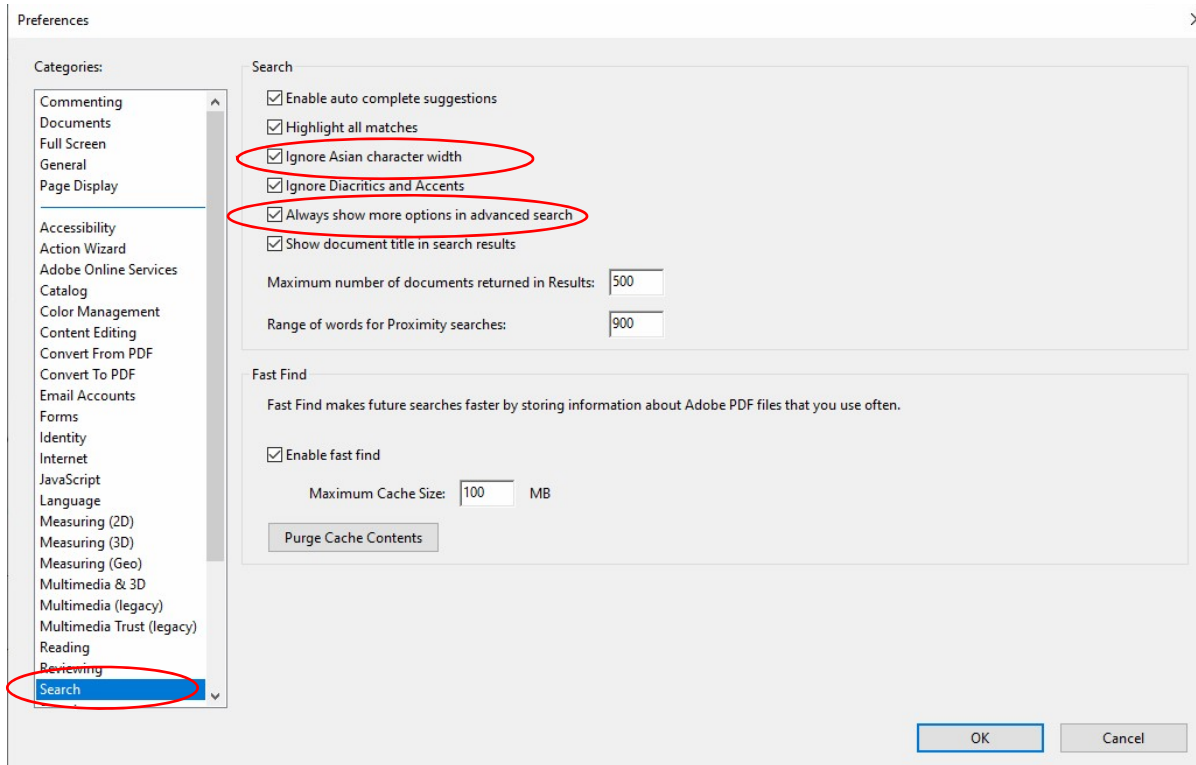 Preferences
Categories:
Commenting
Documents
Full Screen
General
Page Display
Accessibility
Action Wizard
Adobe Online Services
Catalog
Color Management
Content Editing
Convert From PDF
Convert To PDF
Email Accounts
Forms
Identity
Internet
JavaScript
Language
Measuring (2D)
Measuring (3D)
Measuring (Geo)
Multimedia & 3D
Multimedia (legacy)
Multimedia Trust (legacy)
Reading
Reviewing
Search
Search
Enable auto complete suggestions
Highlight all matches
Ignore Asian character width
Ignore Diacritics and Accents
Always show more options in advanced search
Show document title in search results
Maximum number of documents returned in Results: 500
Range of words for Proximity searches: 900
Fast Find
Fast Find makes future searches faster by storing information about Adobe PDF files that you use often.
Enable fast find
Maximum Cache Size: 100 MB
Purge Cache Contents
OK Cancel